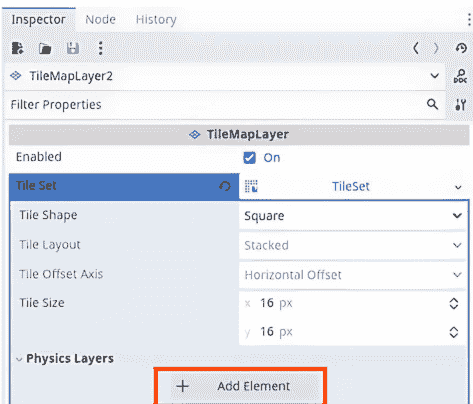 Inspector Node History
TileMapLayer2
DOC
Filter Properties
TileMapLayer
Enabled On
Tile Set TileSet
Tile Shape Square
Tile Layout Stacked
Tile Offset Axis Horizontal Offset
Tile Size x 16 px
y 16 px
Physics Layers
+ Add Element